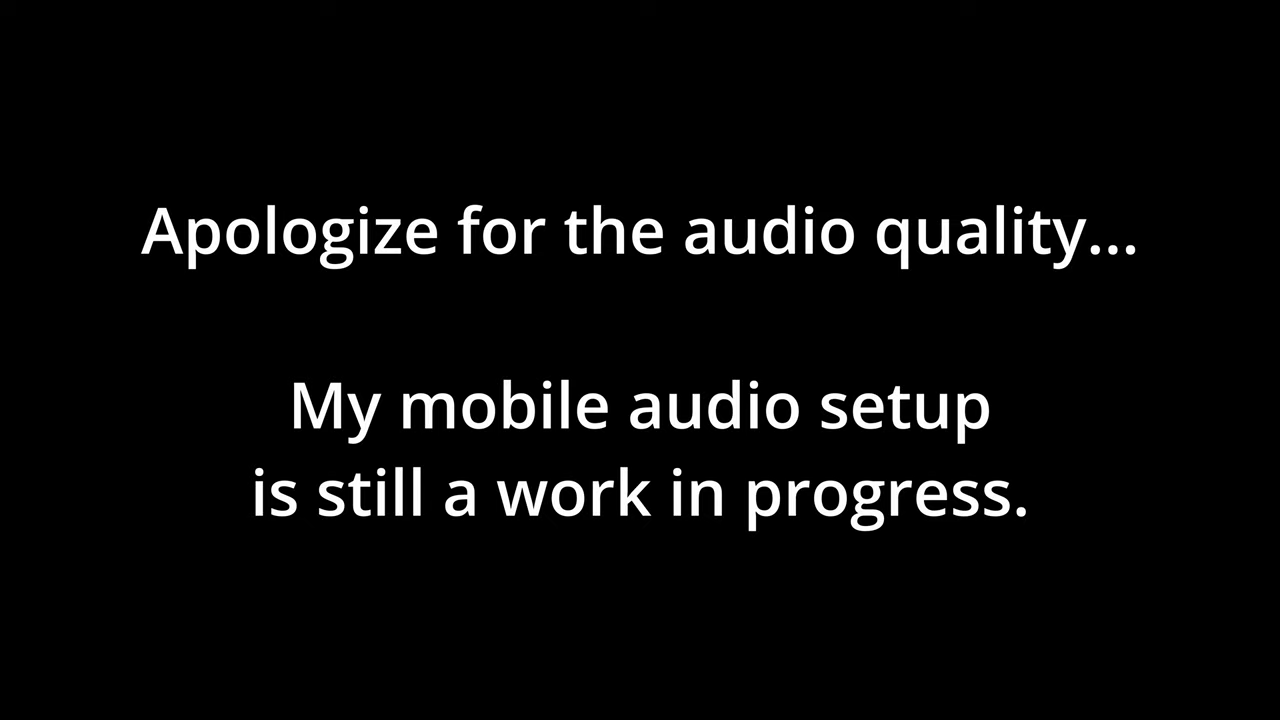 Apologize for the audio quality...
My mobile audio setup
is still a work in progress.